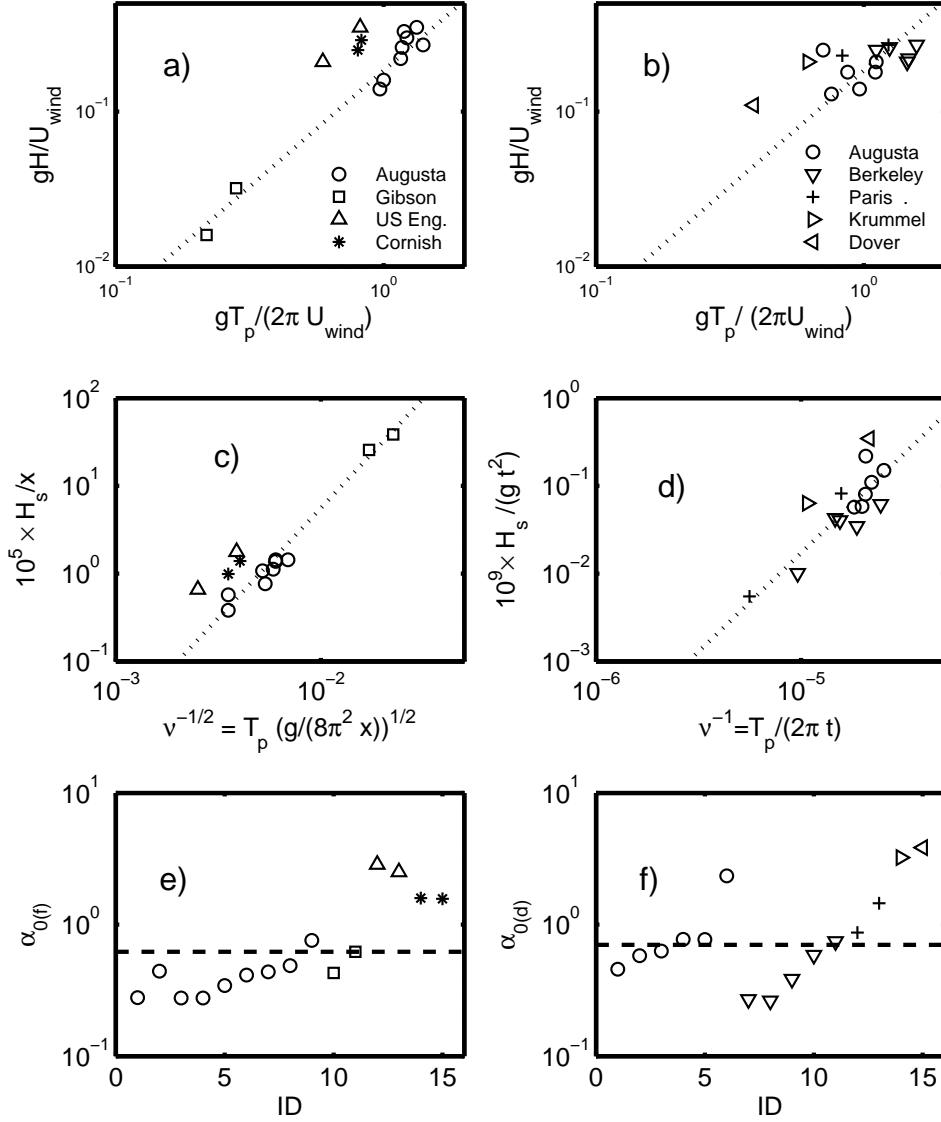 a)
gH/U_wind
10^-1
10^-2
10^-1
10^0
gT_p/(2π U_wind)
Augusta
Gibson
US Eng.
Cornish
b)
gH/U_wind
10^-1
10^-2
10^-1
10^0
gT_p/ (2πU_wind)
Augusta
Berkeley
Paris .
Krummel
Dover
c)
10^5 × H_s/x
10^2
10^1
10^0
10^-1
10^-3
10^-2
ν^-1/2 = T_p (g/(8π^2 x))^1/2
d)
10^9 × H_s /(g t^2)
10^0
10^-1
10^-2
10^-3
10^-6
10^-5
ν^-1=T_p/(2π t)
e)
α_0(f)
10^1
10^0
10^-1
0 5 10 15
ID
f)
α_0(d)
10^1
10^0
10^-1
0 5 10 15
ID